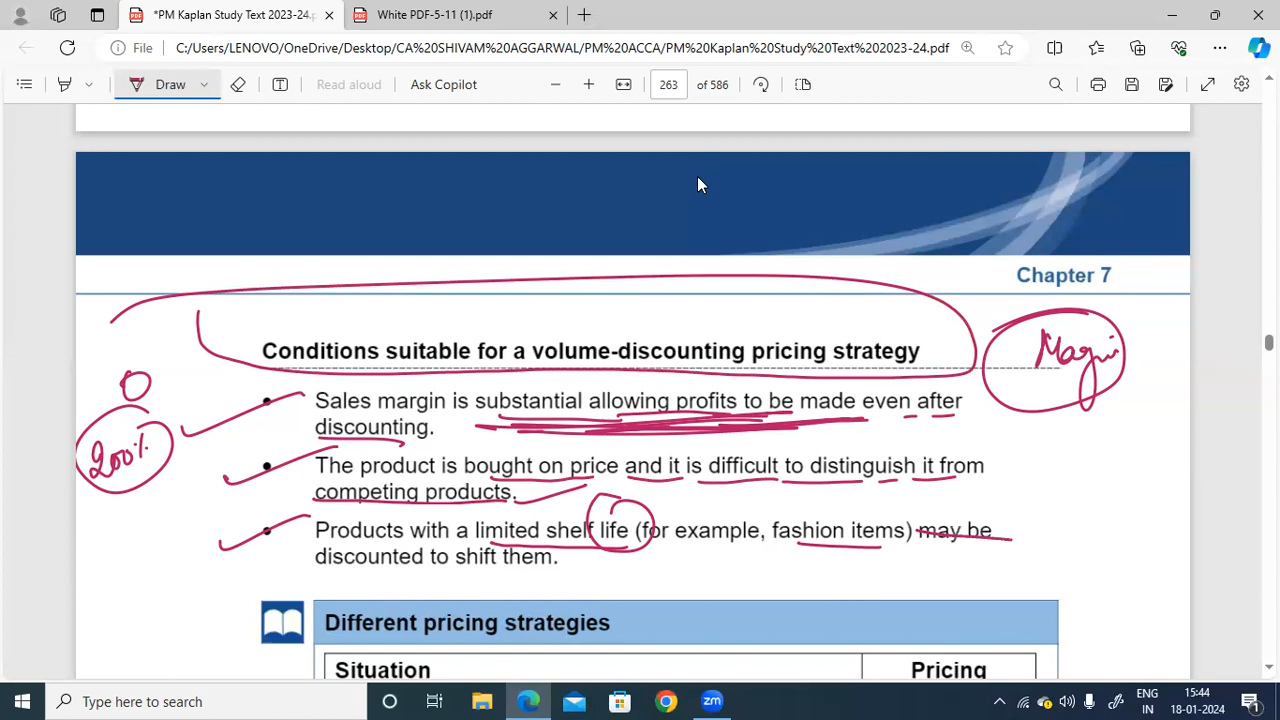 *PM Kaplan Study Text 2023-24.p
White PDF-5-11 (1).pdf
File
C:/Users/LENOVO/OneDrive/Desktop/CA%20SHIVAM%20AGGARWAL/PM%20ACCA/PM%20Kaplan%20Study%20Text%202023-24.pdf
Draw
Read aloud
Ask Copilot
263 of 586
Chapter 7
Conditions suitable for a volume-discounting pricing strategy
Margin
Sales margin is substantial allowing profits to be made even after
discounting.
200%
The product is bought on price and it is difficult to distinguish it from
competing products.
Products with a limited shelf life (for example, fashion items) may be
discounted to shift them.
Different pricing strategies
Situation
Pricing
Type here to search
ENG
IN
15:44
18-01-2024